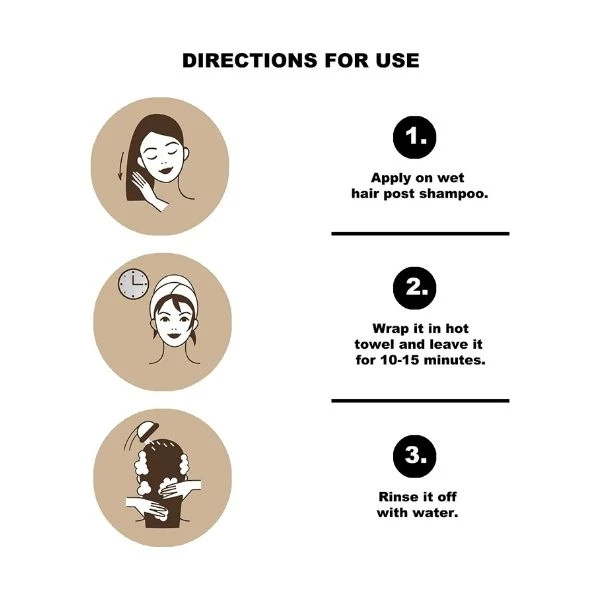 DIRECTIONS FOR USE
1.
Apply on wet
hair post shampoo.
2.
Wrap it in hot
towel and leave it
for 10-15 minutes.
3.
Rinse it off
with water.